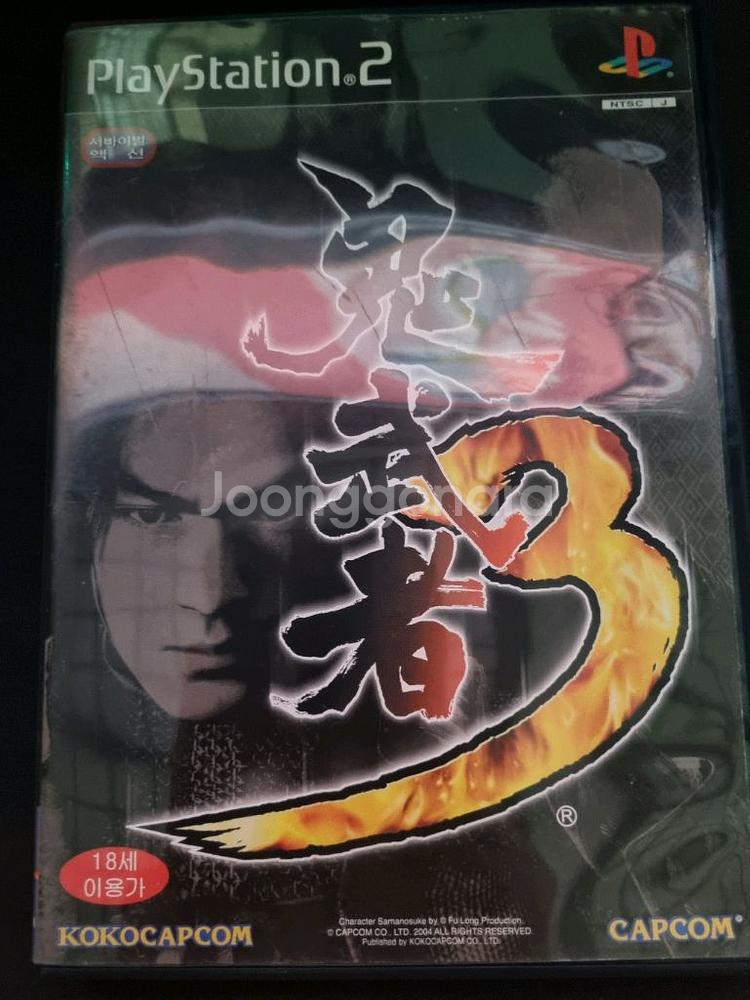 PlayStation®2
NTSC J
서바이벌
액 션
鬼
武
者
3
®
Joonggonara
18세
이용가
KOKOCAPCOM
Character Samanosuke by © Fu Long Production.
© CAPCOM CO., LTD. 2004 ALL RIGHTS RESERVED.
Published by KOKOCAPCOM CO., LTD.
CAPCOM®